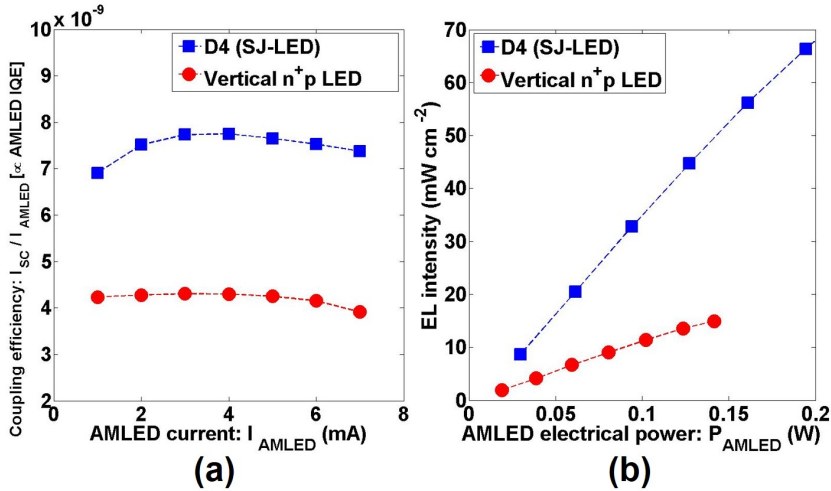 10 x 10⁻⁹
9
8
7
6
5
4
3
2
0 2 4 6 8
Coupling efficiency: I_SC / I_AMLED [∝ AMLED IQE]
AMLED current: I_AMLED (mA)
D4 (SJ-LED)
Vertical n⁺p LED
(a)
70
60
50
40
30
20
10
0
0 0.05 0.1 0.15 0.2
EL intensity (mW cm⁻²)
AMLED electrical power: P_AMLED (W)
D4 (SJ-LED)
Vertical n⁺p LED
(b)